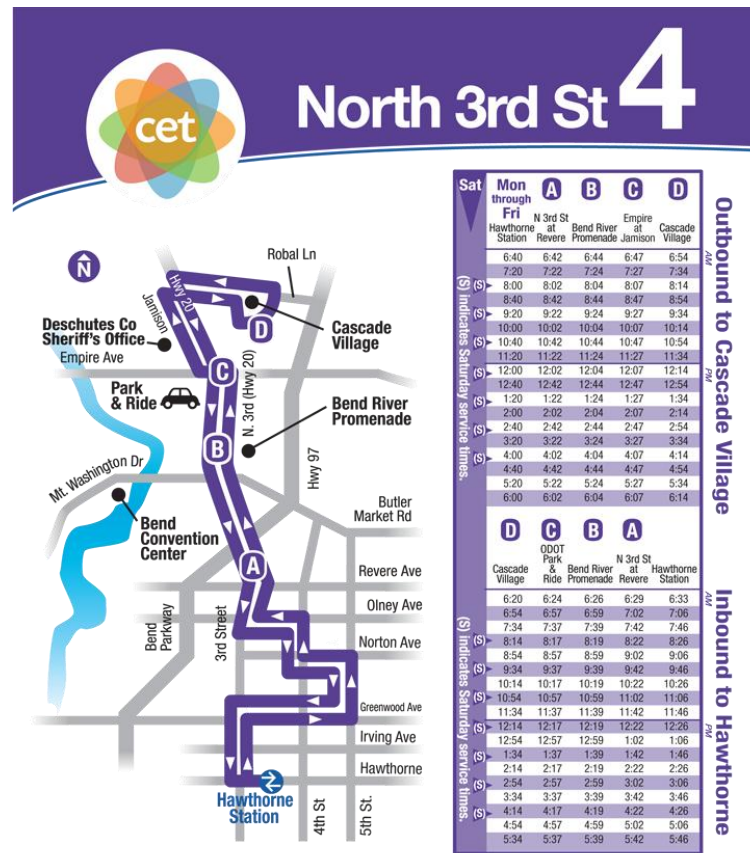 cet
North 3rd St 4
N
Robal Ln
Hwy 20
Jamison
Deschutes Co
Sheriff's Office
Empire Ave
D
Cascade
Village
C
Park
& Ride
N. 3rd (Hwy 20)
B
Bend River
Promenade
Hwy 97
Mt. Washington Dr
Bend
Convention
Center
Butler
Market Rd
A
Revere Ave
Olney Ave
Bend
Parkway
3rd Street
Norton Ave
Greenwood Ave
Irving Ave
Hawthorne
Hawthorne
Station
4th St
5th St.
Outbound to Cascade Village
Sat
Mon
through
Fri
A B C D
Hawthorne
Station
N 3rd St
at
Revere
Bend River
Promenade
Empire
at
Jamison
Cascade
Village
(S) indicates Saturday service times.
AM
6:40 6:42 6:44 6:47 6:54
7:20 7:22 7:24 7:27 7:34
(S) 8:00 8:02 8:04 8:07 8:14
8:40 8:42 8:44 8:47 8:54
(S) 9:20 9:22 9:24 9:27 9:34
10:00 10:02 10:04 10:07 10:14
(S) 10:40 10:42 10:44 10:47 10:54
11:20 11:22 11:24 11:27 11:34
PM
(S) 12:00 12:02 12:04 12:07 12:14
12:40 12:42 12:44 12:47 12:54
(S) 1:20 1:22 1:24 1:27 1:34
2:00 2:02 2:04 2:07 2:14
(S) 2:40 2:42 2:44 2:47 2:54
3:20 3:22 3:24 3:27 3:34
(S) 4:00 4:02 4:04 4:07 4:14
4:40 4:42 4:44 4:47 4:54
5:20 5:22 5:24 5:27 5:34
6:00 6:02 6:04 6:07 6:14
Inbound to Hawthorne
D C B A
Cascade
Village
ODOT
Park
&
Ride
Bend River
Promenade
N 3rd St
at
Revere
Hawthorne
Station
(S) indicates Saturday service times.
AM
6:20 6:24 6:26 6:29 6:33
6:54 6:57 6:59 7:02 7:06
7:34 7:37 7:39 7:42 7:46
(S) 8:14 8:17 8:19 8:22 8:26
8:54 8:57 8:59 9:02 9:06
(S) 9:34 9:37 9:39 9:42 9:46
10:14 10:17 10:19 10:22 10:26
(S) 10:54 10:57 10:59 11:02 11:06
11:34 11:37 11:39 11:42 11:46
PM
(S) 12:14 12:17 12:19 12:22 12:26
12:54 12:57 12:59 1:02 1:06
(S) 1:34 1:37 1:39 1:42 1:46
2:14 2:17 2:19 2:22 2:26
(S) 2:54 2:57 2:59 3:02 3:06
3:34 3:37 3:39 3:42 3:46
(S) 4:14 4:17 4:19 4:22 4:26
4:54 4:57 4:59 5:02 5:06
5:34 5:37 5:39 5:42 5:46